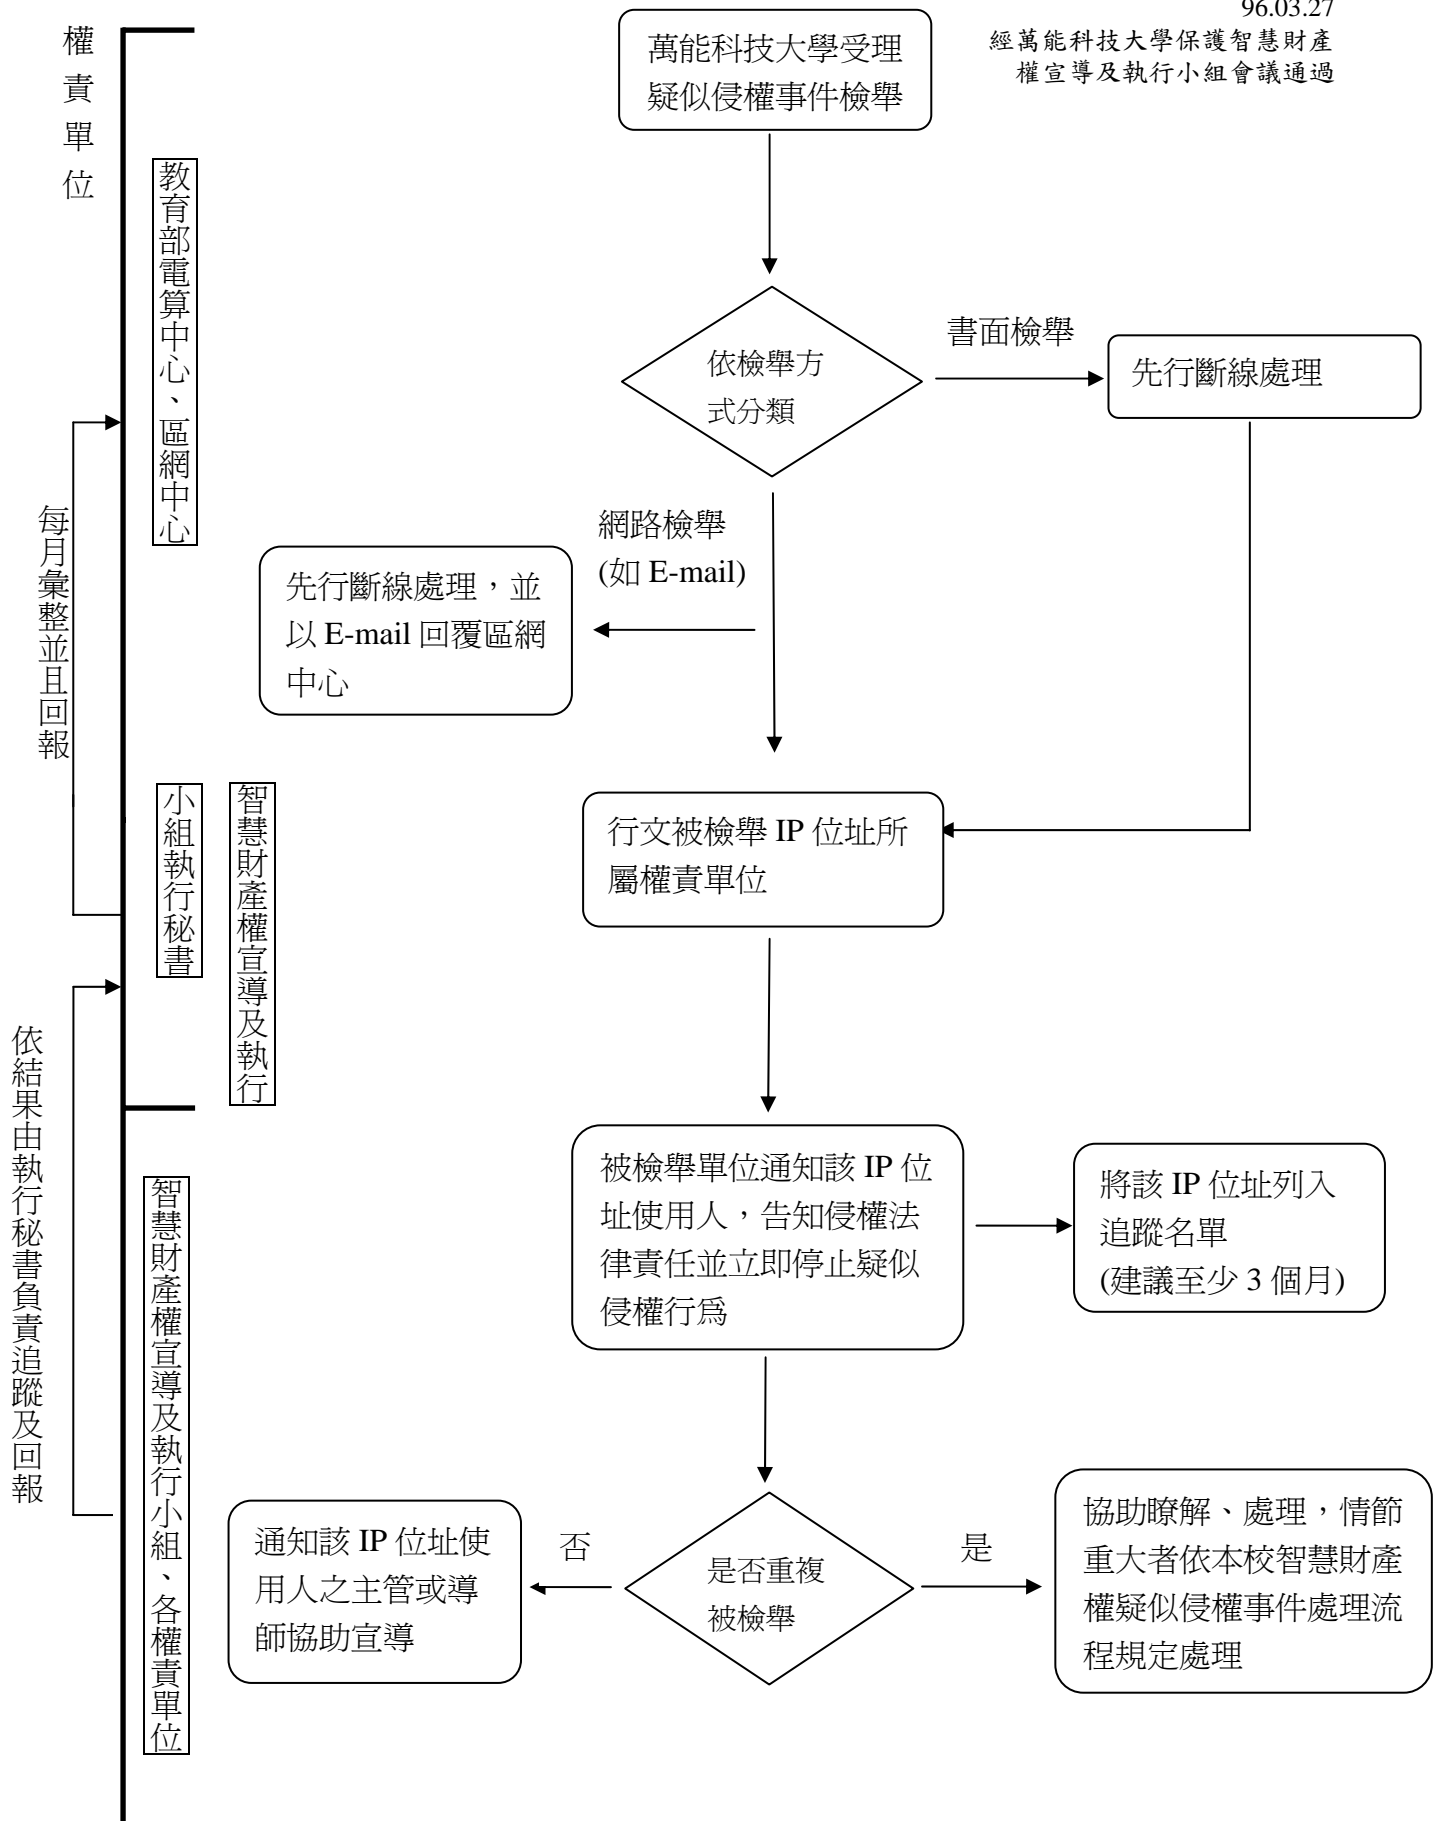 96.03.27
經萬能科技大學保護智慧財產
權宣導及執行小組會議通過
權責單位
萬能科技大學受理
疑似侵權事件檢舉
教育部電算中心、區網中心
依檢舉方
式分類
書面檢舉
先行斷線處理
網路檢舉
(如 E-mail)
先行斷線處理，並
以 E-mail 回覆區網
中心
每月彙整並且回報
智慧財產權宣導及執行
小組執行秘書
行文被檢舉 IP 位址所
屬權責單位
依結果由執行秘書負責追蹤及回報
被檢舉單位通知該 IP 位
址使用人，告知侵權法
律責任並立即停止疑似
侵權行為
將該 IP 位址列入
追蹤名單
(建議至少 3 個月)
智慧財產權宣導及執行小組、各權責單位
是否重複
被檢舉
否
通知該 IP 位址使
用人之主管或導
師協助宣導
是
協助瞭解、處理，情節
重大者依本校智慧財產
權疑似侵權事件處理流
程規定處理